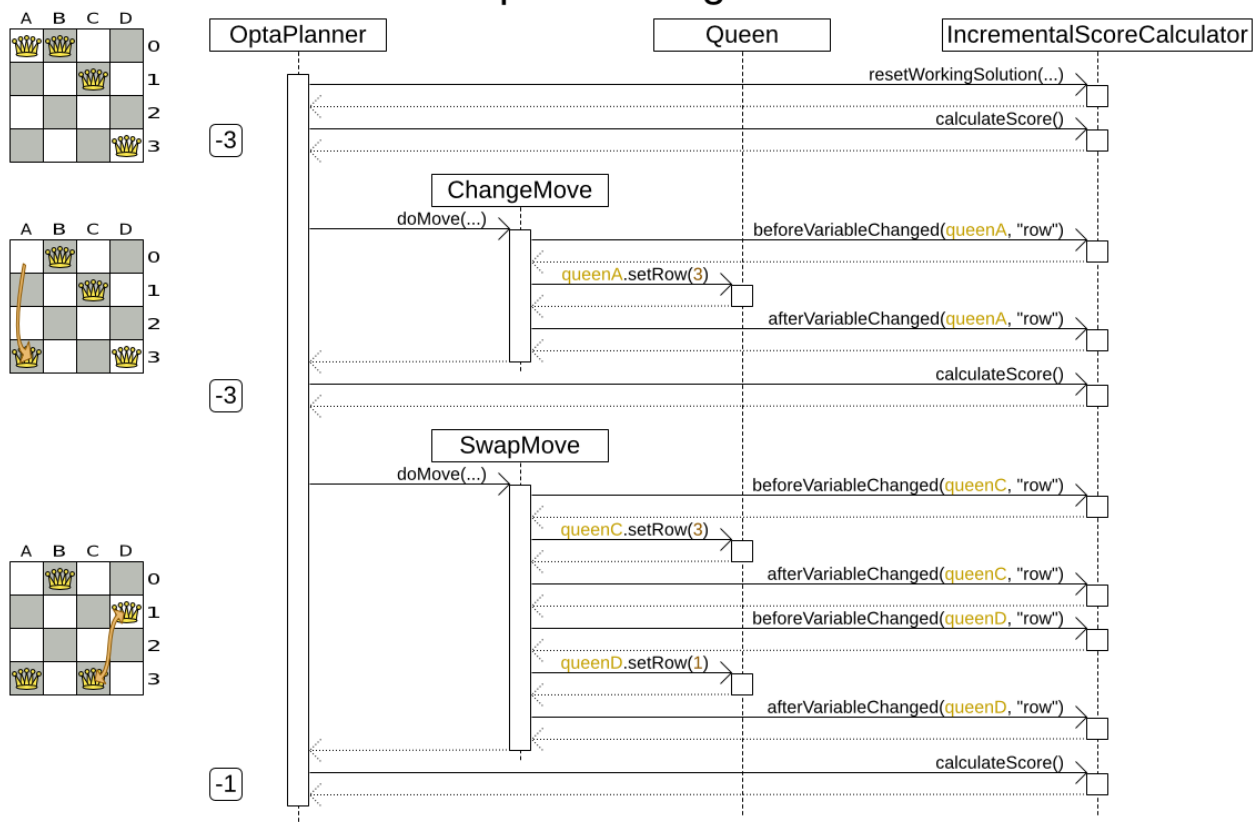 A B C D
0
1
2
3
OptaPlanner
Queen
IncrementalScoreCalculator
resetWorkingSolution(...)
calculateScore()
-3
ChangeMove
doMove(...)
A B C D
0
1
2
3
beforeVariableChanged(queenA, "row")
queenA.setRow(3)
afterVariableChanged(queenA, "row")
calculateScore()
-3
SwapMove
doMove(...)
beforeVariableChanged(queenC, "row")
queenC.setRow(3)
A B C D
0
1
2
3
afterVariableChanged(queenC, "row")
beforeVariableChanged(queenD, "row")
queenD.setRow(1)
afterVariableChanged(queenD, "row")
calculateScore()
-1